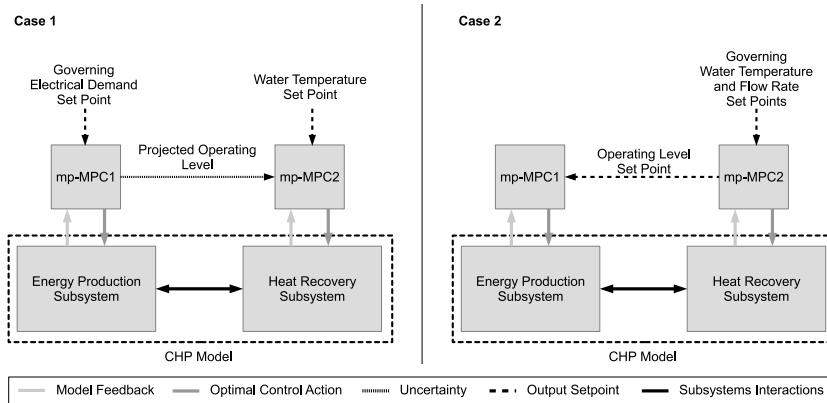 Case 1
Governing
Electrical Demand
Set Point
Water Temperature
Set Point
Projected Operating
Level
mp-MPC1
mp-MPC2
Energy Production
Subsystem
Heat Recovery
Subsystem
CHP Model
Case 2
Governing
Water Temperature
and Flow Rate
Set Points
Operating Level
Set Point
mp-MPC1
mp-MPC2
Energy Production
Subsystem
Heat Recovery
Subsystem
CHP Model
Model Feedback
Optimal Control Action
Uncertainty
Output Setpoint
Subsystems Interactions